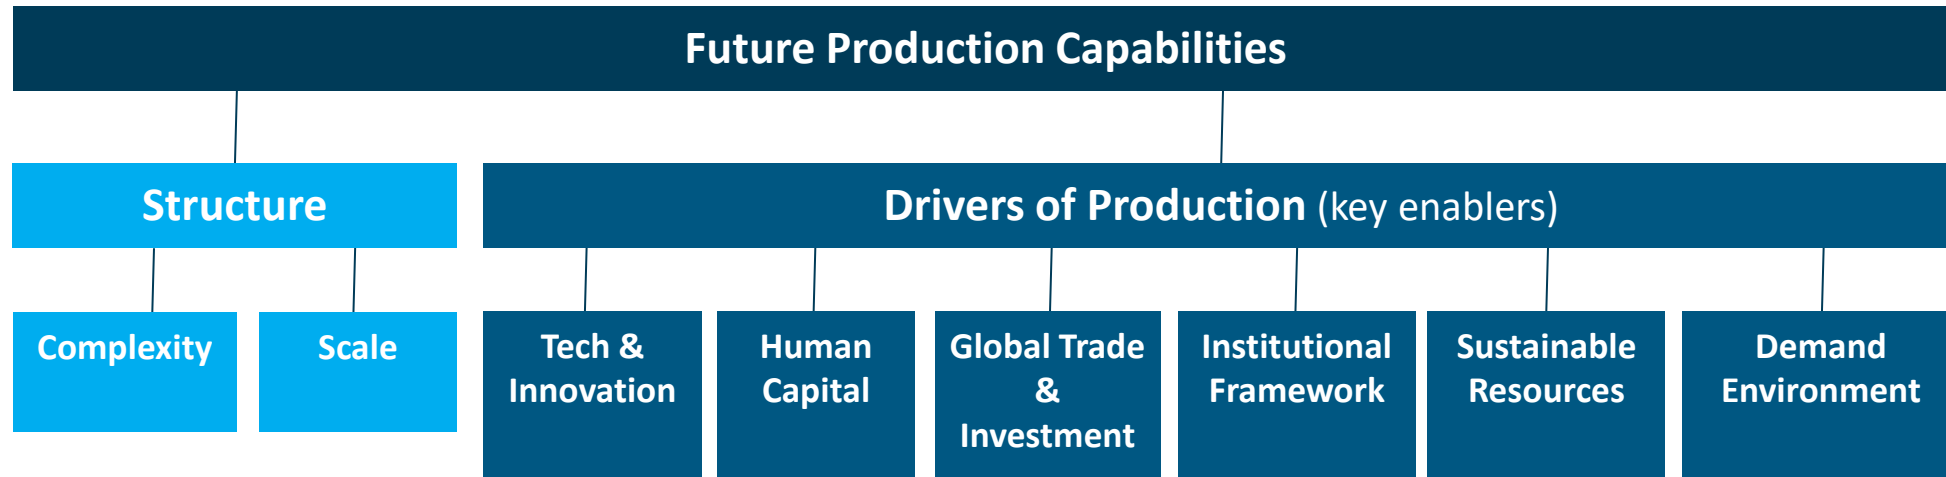 Future Production Capabilities
Structure
Drivers of Production (key enablers)
Complexity
Scale
Tech &
Innovation
Human
Capital
Global Trade
&
Investment
Institutional
Framework
Sustainable
Resources
Demand
Environment